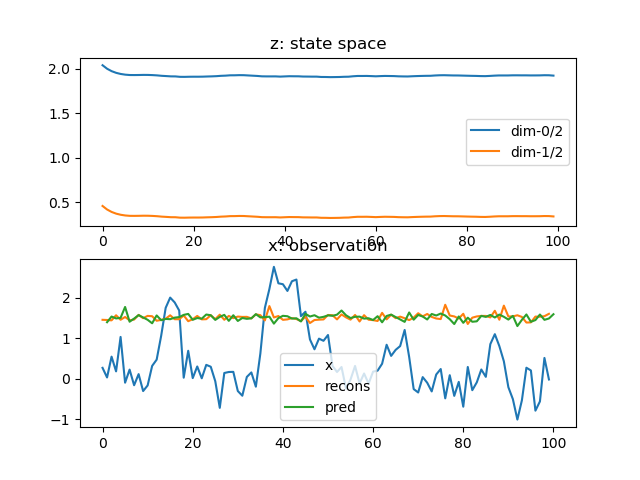 z: state space
2.0
1.5
1.0
0.5
dim-0/2
dim-1/2
0 20 40 60 80 100
x: observation
2
1
0
−1
x
recons
pred
0 20 40 60 80 100